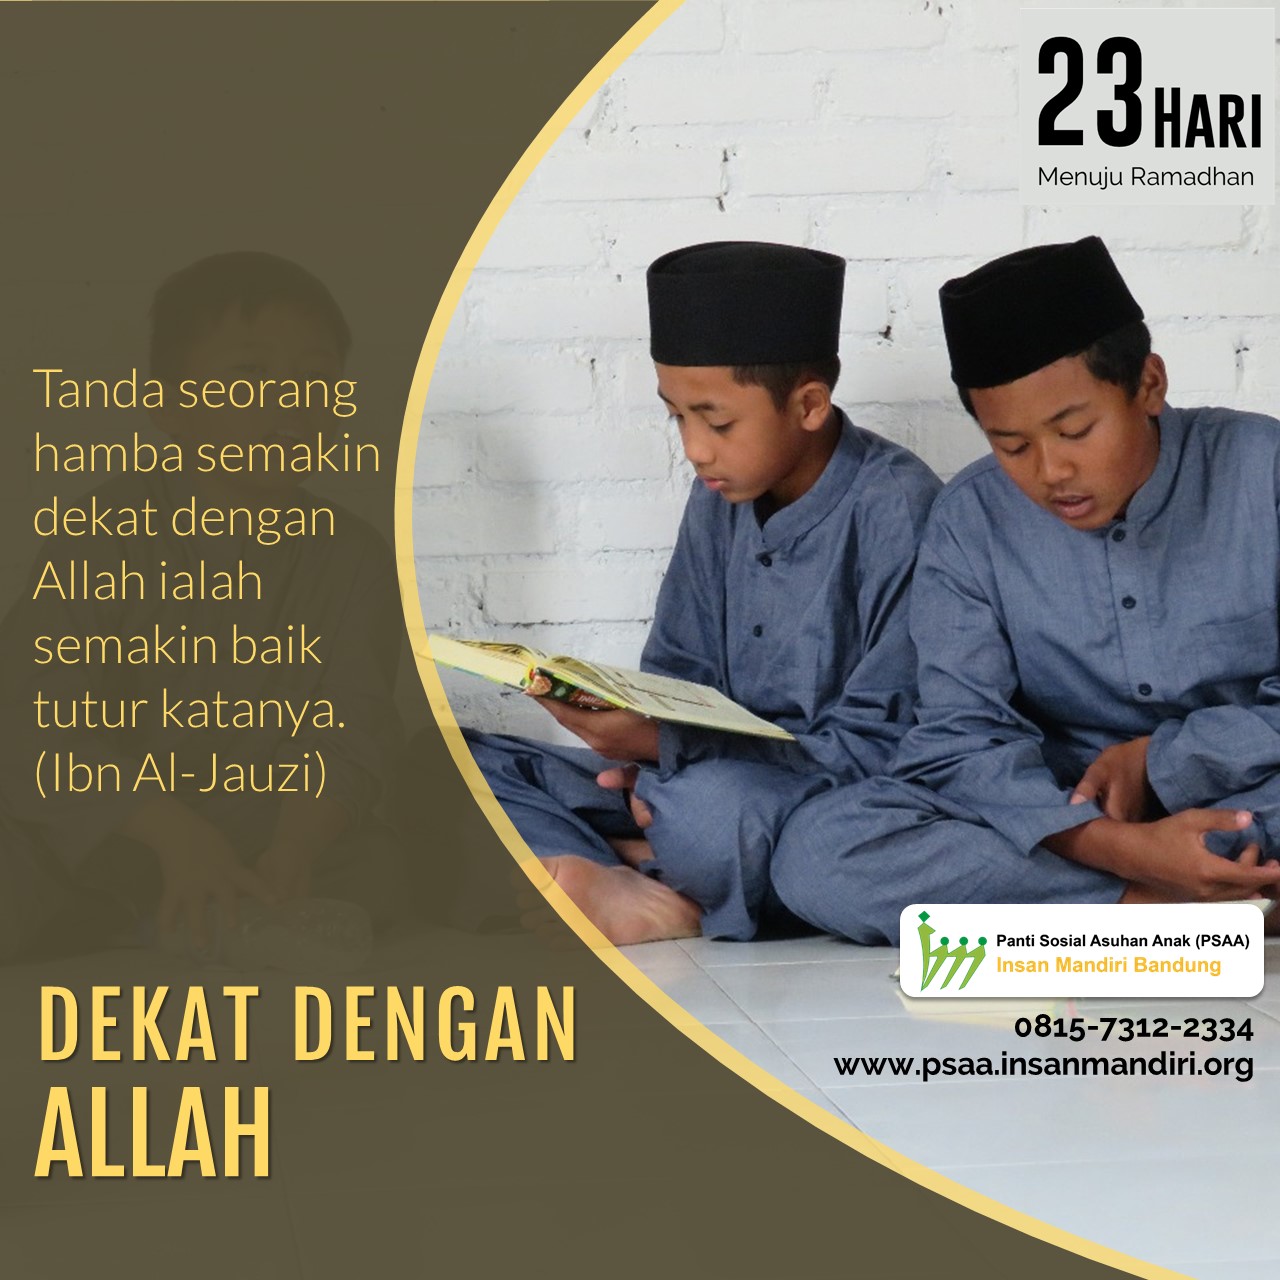 23 HARI
Menuju Ramadhan
Tanda seorang
hamba semakin
dekat dengan
Allah ialah
semakin baik
tutur katanya.
(Ibn Al-Jauzi)
DEKAT DENGAN
ALLAH
Panti Sosial Asuhan Anak (PSAA)
Insan Mandiri Bandung
0815-7312-2334
www.psaa.insanmandiri.org